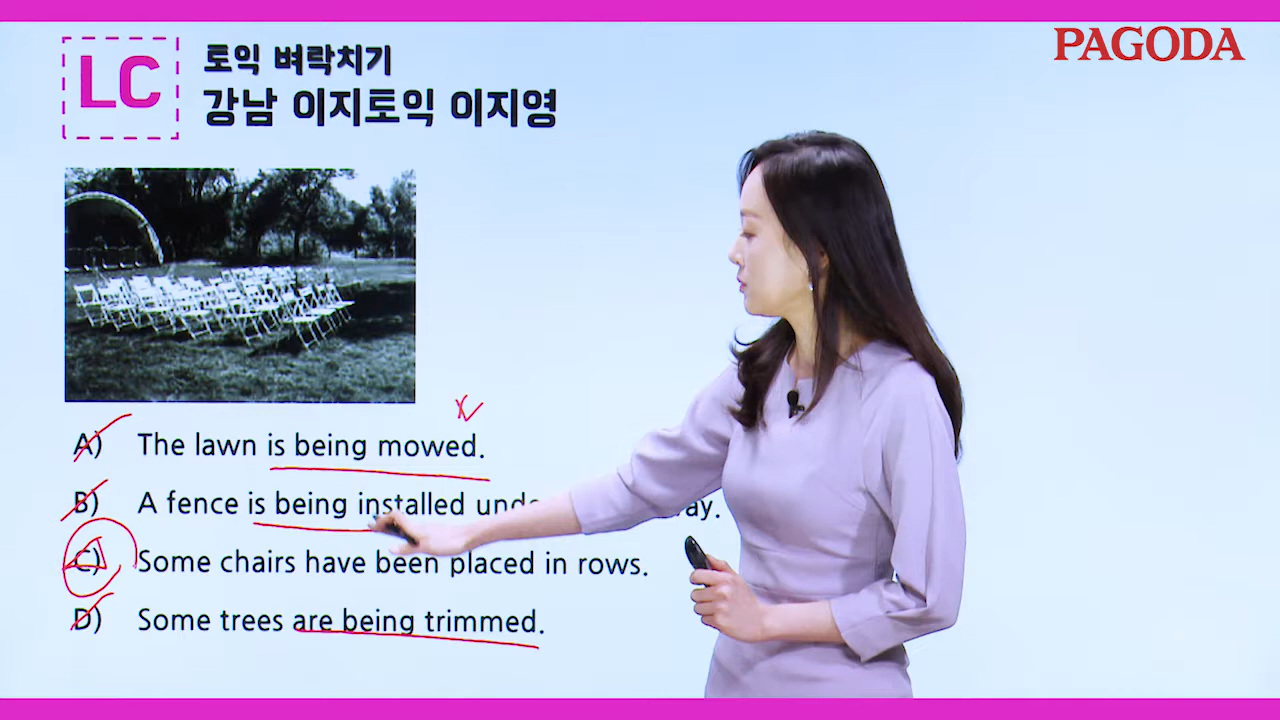 PAGODA
LC
토익 벼락치기
강남 이지토익 이지영
A) The lawn is being mowed.
B) A fence is being installed
C) Some chairs have been placed in rows.
D) Some trees are being trimmed.